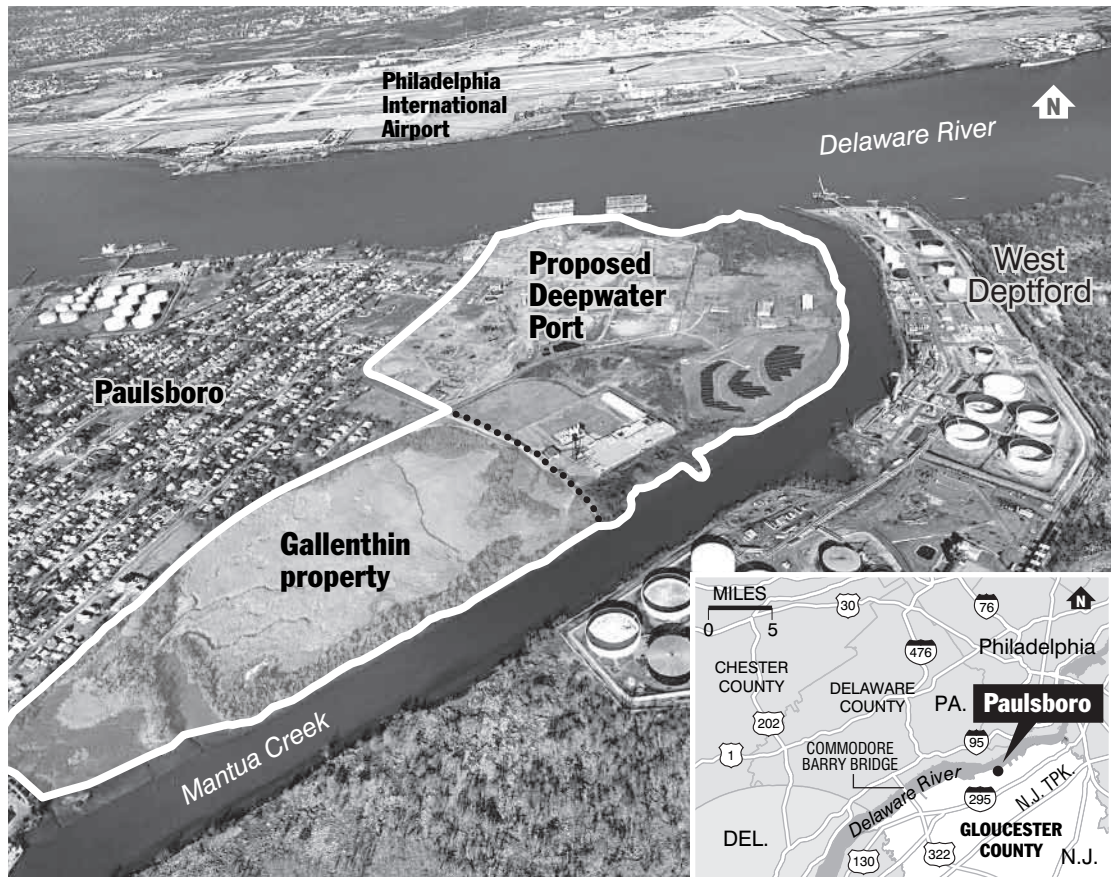 Philadelphia
International
Airport
N
Delaware River
Proposed
Deepwater
Port
West
Deptford
Paulsboro
Gallenthin
property
Mantua Creek
MILES
0 5
30
76
N
476
Philadelphia
CHESTER
COUNTY
DELAWARE
COUNTY
PA.
Paulsboro
202
95
1
COMMODORE
BARRY BRIDGE
Delaware River
295
N.J. TPK.
DEL.
GLOUCESTER
COUNTY
130
322
N.J.